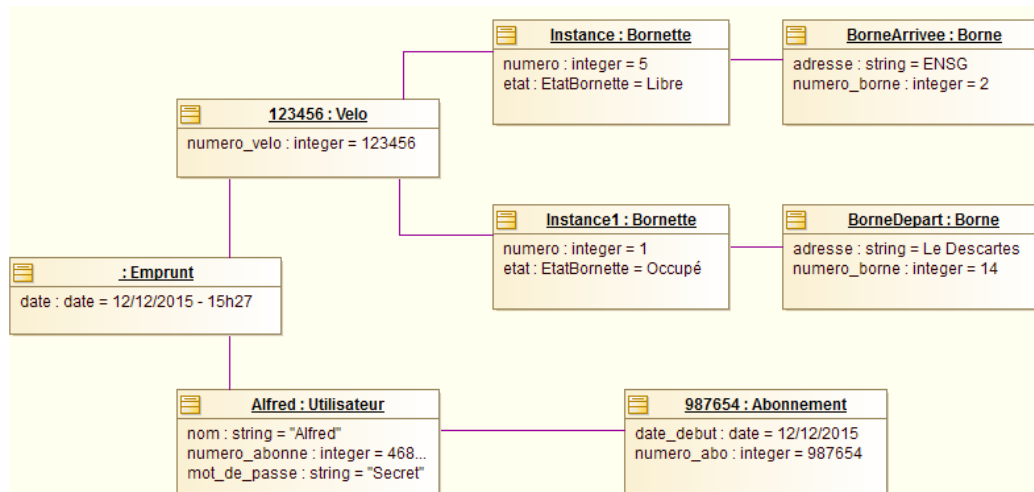 Instance : Bornette
numero : integer = 5
etat : EtatBornette = Libre
BorneArrivee : Borne
adresse : string = ENSG
numero_borne : integer = 2
123456 : Velo
numero_velo : integer = 123456
Instance1 : Bornette
numero : integer = 1
etat : EtatBornette = Occupé
BorneDepart : Borne
adresse : string = Le Descartes
numero_borne : integer = 14
: Emprunt
date : date = 12/12/2015 - 15h27
Alfred : Utilisateur
nom : string = "Alfred"
numero_abonne : integer = 468...
mot_de_passe : string = "Secret"
987654 : Abonnement
date_debut : date = 12/12/2015
numero_abo : integer = 987654